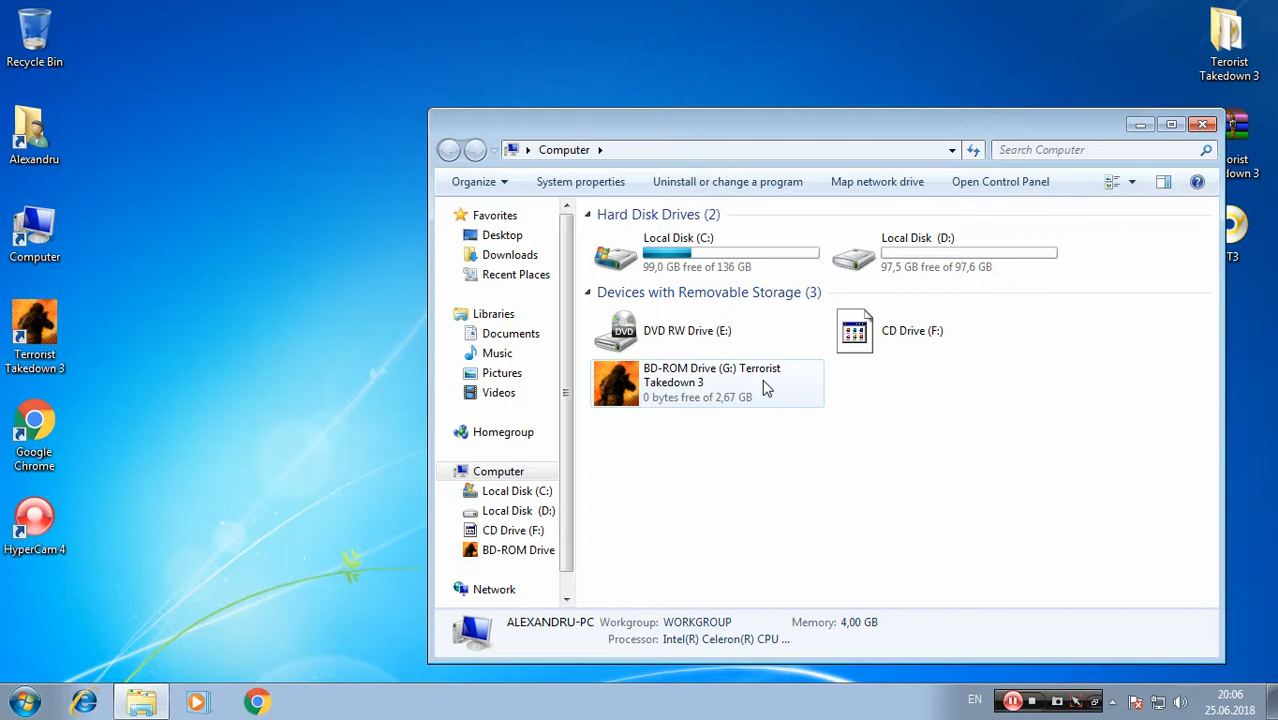 Recycle Bin
Alexandru
Computer
Terrorist
Takedown 3
Google
Chrome
HyperCam 4
Terorist
Takedown 3
orist
down 3
T3
Computer
Search Computer
Organize
System properties
Uninstall or change a program
Map network drive
Open Control Panel
Favorites
Desktop
Downloads
Recent Places
Libraries
Documents
Music
Pictures
Videos
Homegroup
Computer
Local Disk (C:)
Local Disk (D:)
CD Drive (F:)
BD-ROM Drive
Network
Hard Disk Drives (2)
Local Disk (C:)
99,0 GB free of 136 GB
Local Disk (D:)
97,5 GB free of 97,6 GB
Devices with Removable Storage (3)
DVD
DVD RW Drive (E:)
CD Drive (F:)
BD-ROM Drive (G:) Terrorist
Takedown 3
0 bytes free of 2,67 GB
ALEXANDRU-PC Workgroup: WORKGROUP Memory: 4,00 GB
Processor: Intel(R) Celeron(R) CPU ...
EN
20:06
25.06.2018